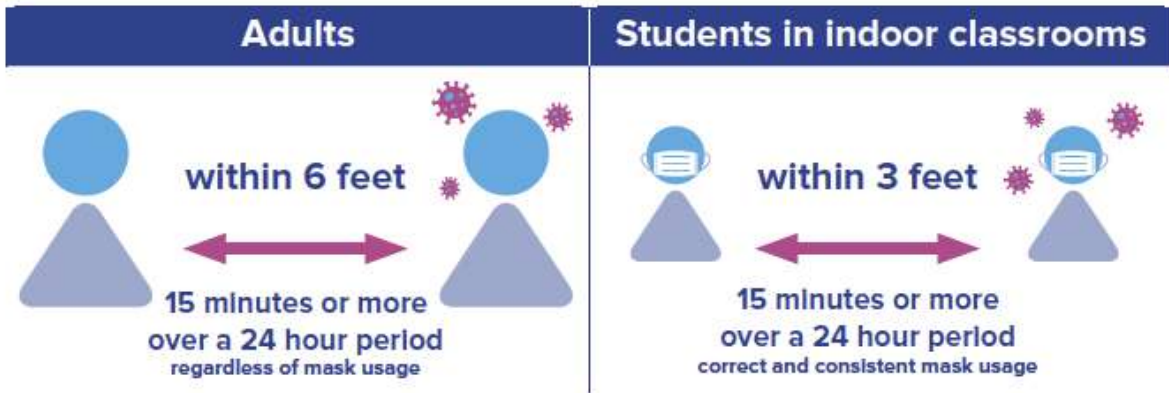 Adults
within 6 feet
15 minutes or more
over a 24 hour period
regardless of mask usage
Students in indoor classrooms
within 3 feet
15 minutes or more
over a 24 hour period
correct and consistent mask usage